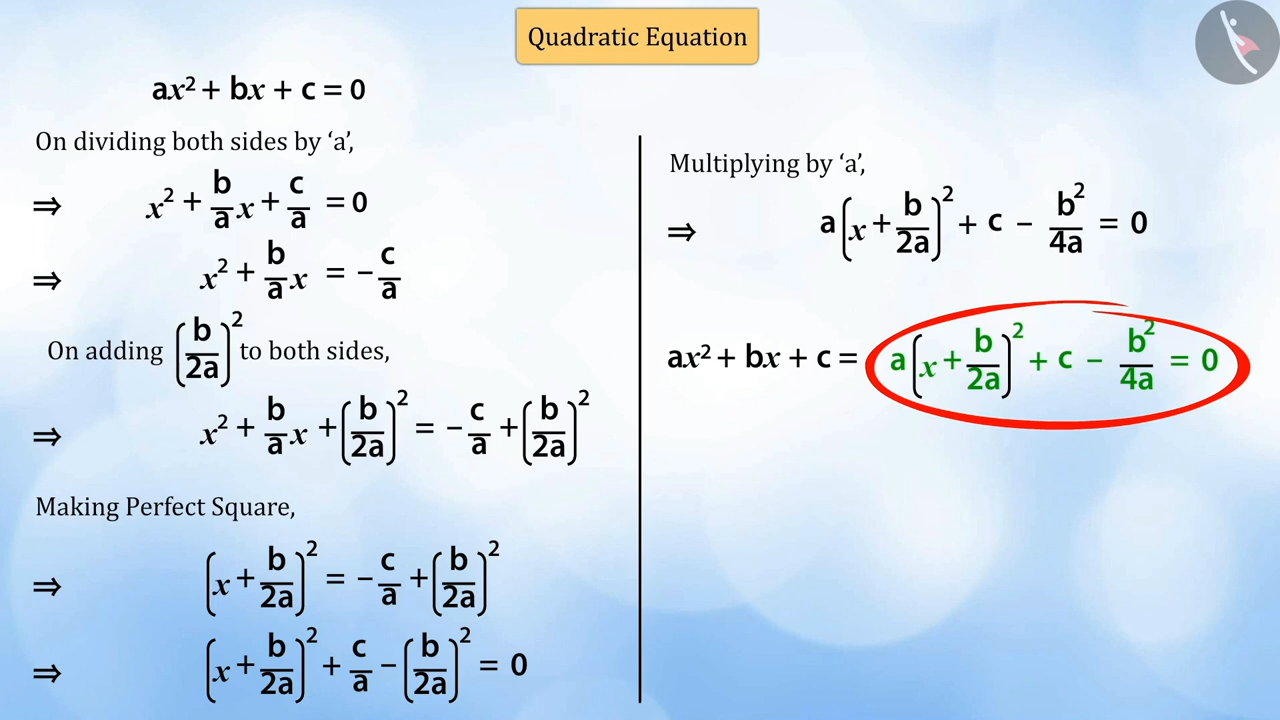 Quadratic Equation
ax² + bx + c = 0
On dividing both sides by ‘a’,
⇒ x² + b/a x + c/a = 0
⇒ x² + b/a x = - c/a
On adding (b/2a)² to both sides,
⇒ x² + b/a x + (b/2a)² = - c/a + (b/2a)²
Making Perfect Square,
⇒ (x + b/2a)² = - c/a + (b/2a)²
⇒ (x + b/2a)² + c/a - (b/2a)² = 0
Multiplying by ‘a’,
⇒ a(x + b/2a)² + c - b²/4a = 0
ax² + bx + c = a(x + b/2a)² + c - b²/4a = 0